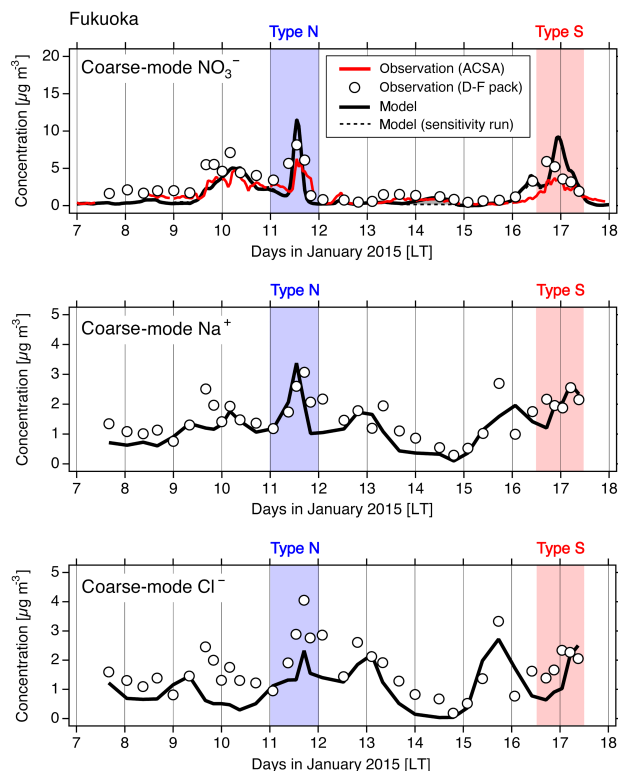 Fukuoka
Type N
Type S
Coarse-mode NO₃⁻
Observation (ACSA)
Observation (D-F pack)
Model
Model (sensitivity run)
Concentration [µg m⁻³]
20
15
10
5
0
7 8 9 10 11 12 13 14 15 16 17 18
Days in January 2015 [LT]
Type N
Type S
Coarse-mode Na⁺
Concentration [µg m⁻³]
5
4
3
2
1
0
7 8 9 10 11 12 13 14 15 16 17 18
Days in January 2015 [LT]
Type N
Type S
Coarse-mode Cl⁻
Concentration [µg m⁻³]
5
4
3
2
1
0
7 8 9 10 11 12 13 14 15 16 17 18
Days in January 2015 [LT]